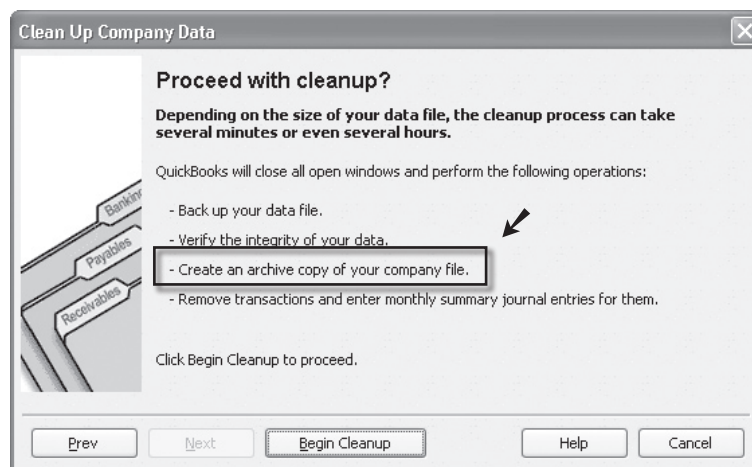 Clean Up Company Data
Proceed with cleanup?
Depending on the size of your data file, the cleanup process can take
several minutes or even several hours.
QuickBooks will close all open windows and perform the following operations:
- Back up your data file.
- Verify the integrity of your data.
- Create an archive copy of your company file.
- Remove transactions and enter monthly summary journal entries for them.
Banking
Payables
Receivables
Click Begin Cleanup to proceed.
Prev
Next
Begin Cleanup
Help
Cancel